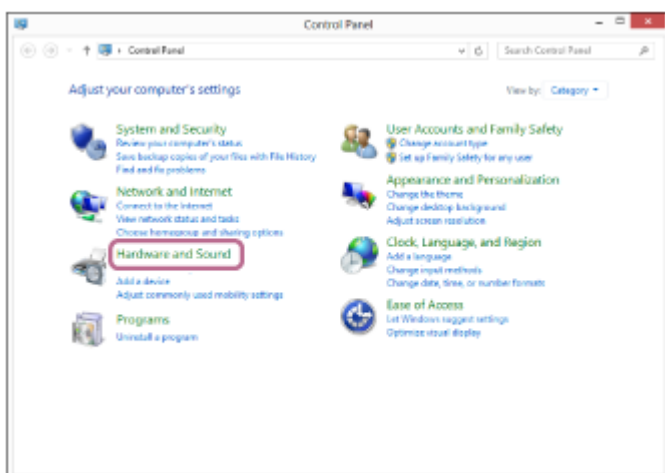 Control Panel
Control Panel
Search Control Panel
Adjust your computer's settings
View by: Category
System and Security
Review your computer's status
Save backup copies of your files with File History
Find and fix problems
Network and Internet
Connect to the Internet
View network status and tasks
Choose homegroup and sharing options
Hardware and Sound
Add a device
Adjust commonly used mobility settings
Programs
Uninstall a program
User Accounts and Family Safety
Change account type
Set up Family Safety for any user
Appearance and Personalization
Change the theme
Change desktop background
Adjust screen resolution
Clock, Language, and Region
Add a language
Change input methods
Change date, time, or number formats
Ease of Access
Let Windows suggest settings
Optimize visual display